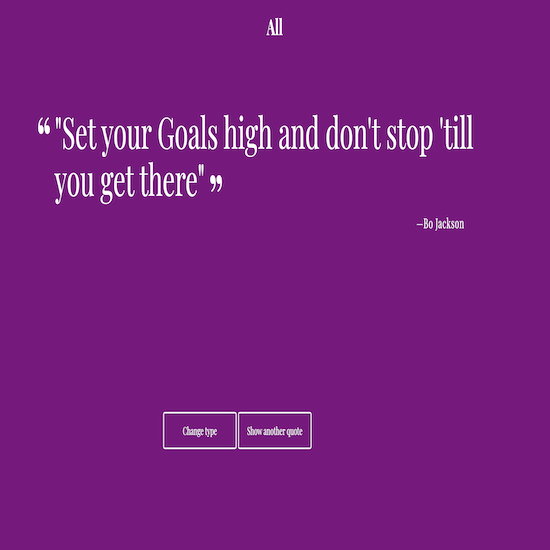 All
“"Set your Goals high and don't stop 'till
you get there"”
—Bo Jackson
Change type
Show another quote